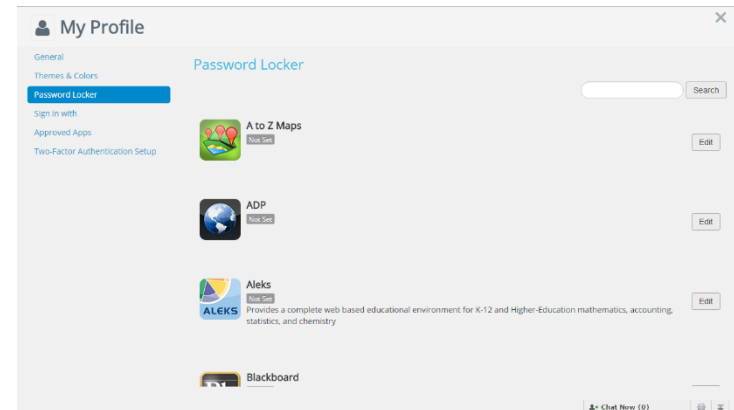 My Profile
×
General
Themes & Colors
Password Locker
Sign in with
Approved Apps
Two-Factor Authentication Setup
Password Locker
Search
A to Z Maps
Not Set
Edit
ADP
Not Set
Edit
ALEKS
Aleks
Not Set
Provides a complete web based educational environment for K-12 and Higher-Education mathematics, accounting,
statistics, and chemistry
Edit
Blackboard
Chat Now (0)